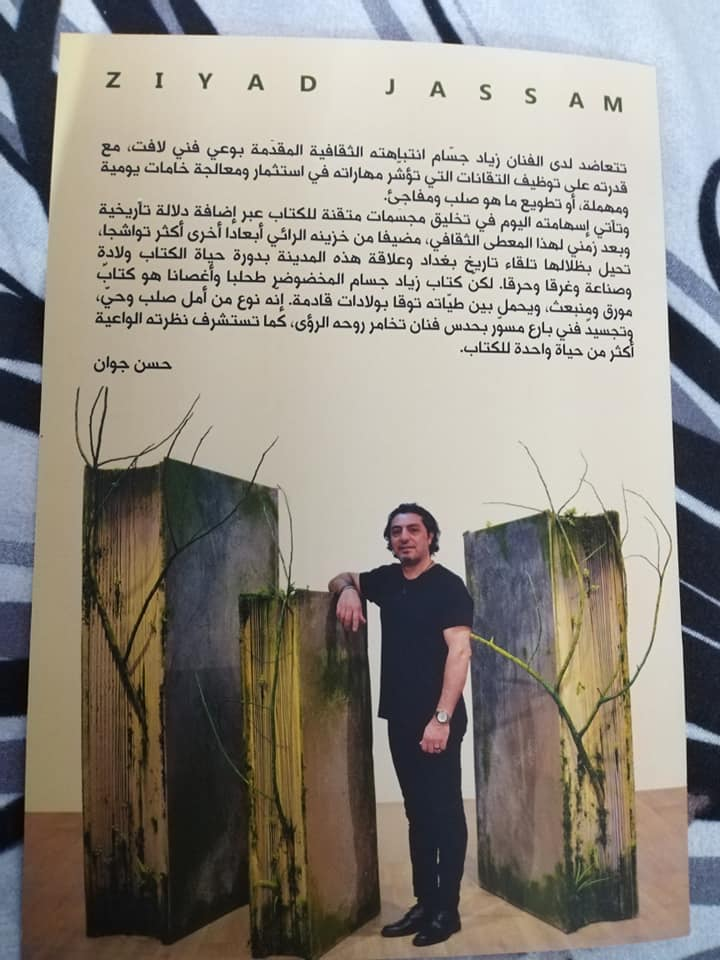 ZIYAD JASSAM
تتعاضد لدى الفنان زياد جسّام انتباهته الثقافية المقدّمة بوعي فني لافت، مع
قدرته على توظيف التقانات التي تؤشر مهاراته في استثمار ومعالجة خامات يومية
ومهملة، أو تطويع ما هو صلب ومفاجئ.
وتأتي إسهامته اليوم في تخليق مجسمات متقنة للكتاب عبر إضافة دلالة تأريخية
وبعد زمني لهذا المعطى الثقافي، مضيفا من خزينه الرائي أبعادا أخرى أكثر تواشجا،
تحيل بظلالها تلقاء تاريخ بغداد وعلاقة هذه المدينة بدورة حياة الكتاب ولادة
وصناعة وغرقا وحرقا. لكن كتاب زياد جسام المخضوضر طحلبا وأغصانا هو كتابٌ
مورق ومنبعث، ويحمل بين طيّاته توقا بولادات قادمة. إنه نوع من أمل صلب وحيّ،
وتجسيد فني بارع مسور بحدس فنان تخامر روحه الرؤى، كما تستشرف نظرته الواعية
أكثر من حياة واحدة للكتاب.
حسن جوان